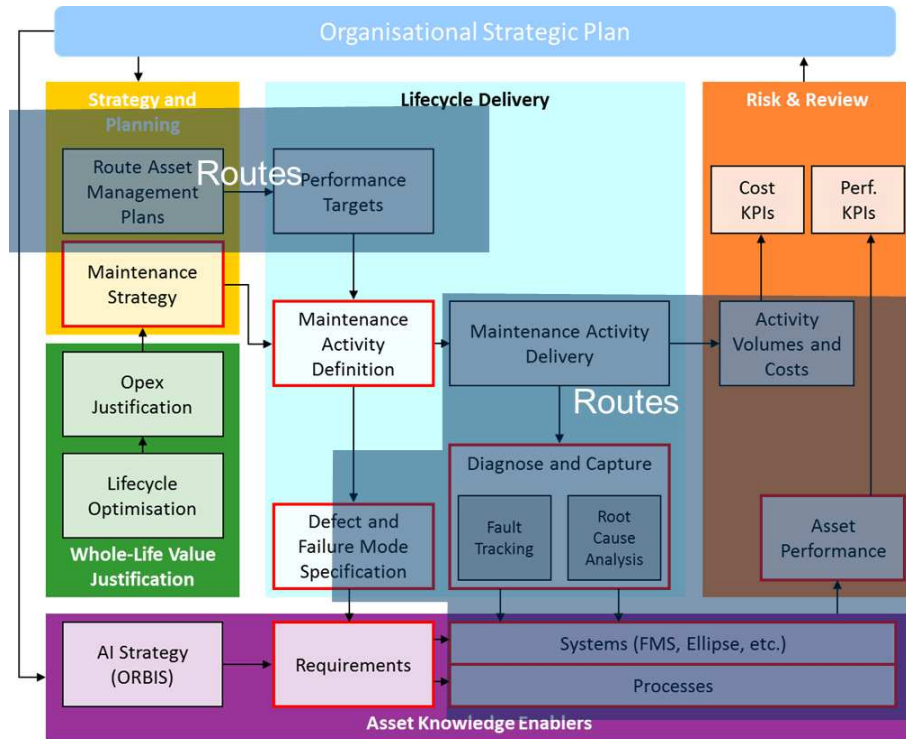 Organisational Strategic Plan
Strategy and
Planning
Lifecycle Delivery
Risk & Review
Route Asset
Management
Plans
Routes
Performance
Targets
Cost
KPIs
Perf.
KPIs
Maintenance
Strategy
Maintenance
Activity
Definition
Maintenance Activity
Delivery
Activity
Volumes and
Costs
Opex
Justification
Routes
Lifecycle
Optimisation
Diagnose and Capture
Defect and
Failure Mode
Specification
Fault
Tracking
Root
Cause
Analysis
Asset
Performance
Whole-Life Value
Justification
AI Strategy
(ORBIS)
Requirements
Systems (FMS, Ellipse, etc.)
Processes
Asset Knowledge Enablers